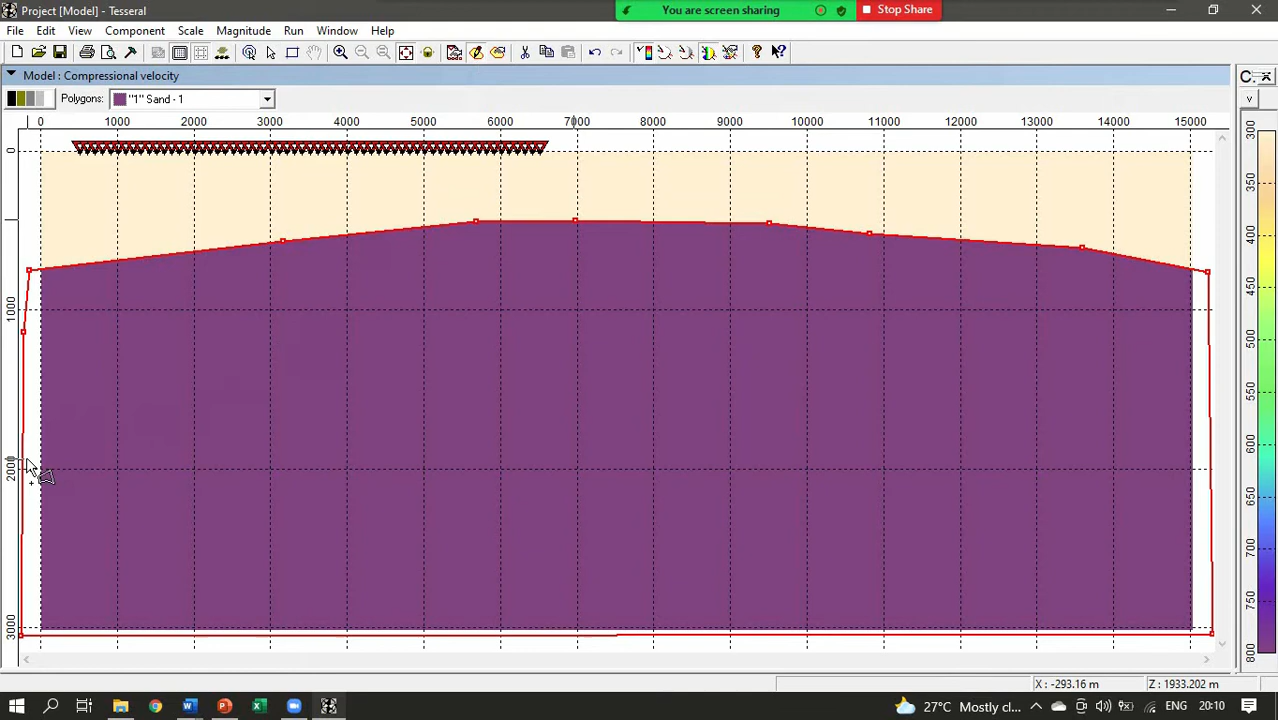 Project [Model] - Tesseral
You are screen sharing
Stop Share
File Edit View Component Scale Magnitude Run Window Help
Model : Compressional velocity
C.
Polygons: "1" Sand - 1
v
0 1000 2000 3000 4000 5000 6000 7000 8000 9000 10000 11000 12000 13000 14000 15000
0
1000
2000
3000
300
350
400
450
500
550
600
650
700
750
800
X : -293.16 m
Z : 1933.202 m
27°C Mostly cl...
ENG
20:10